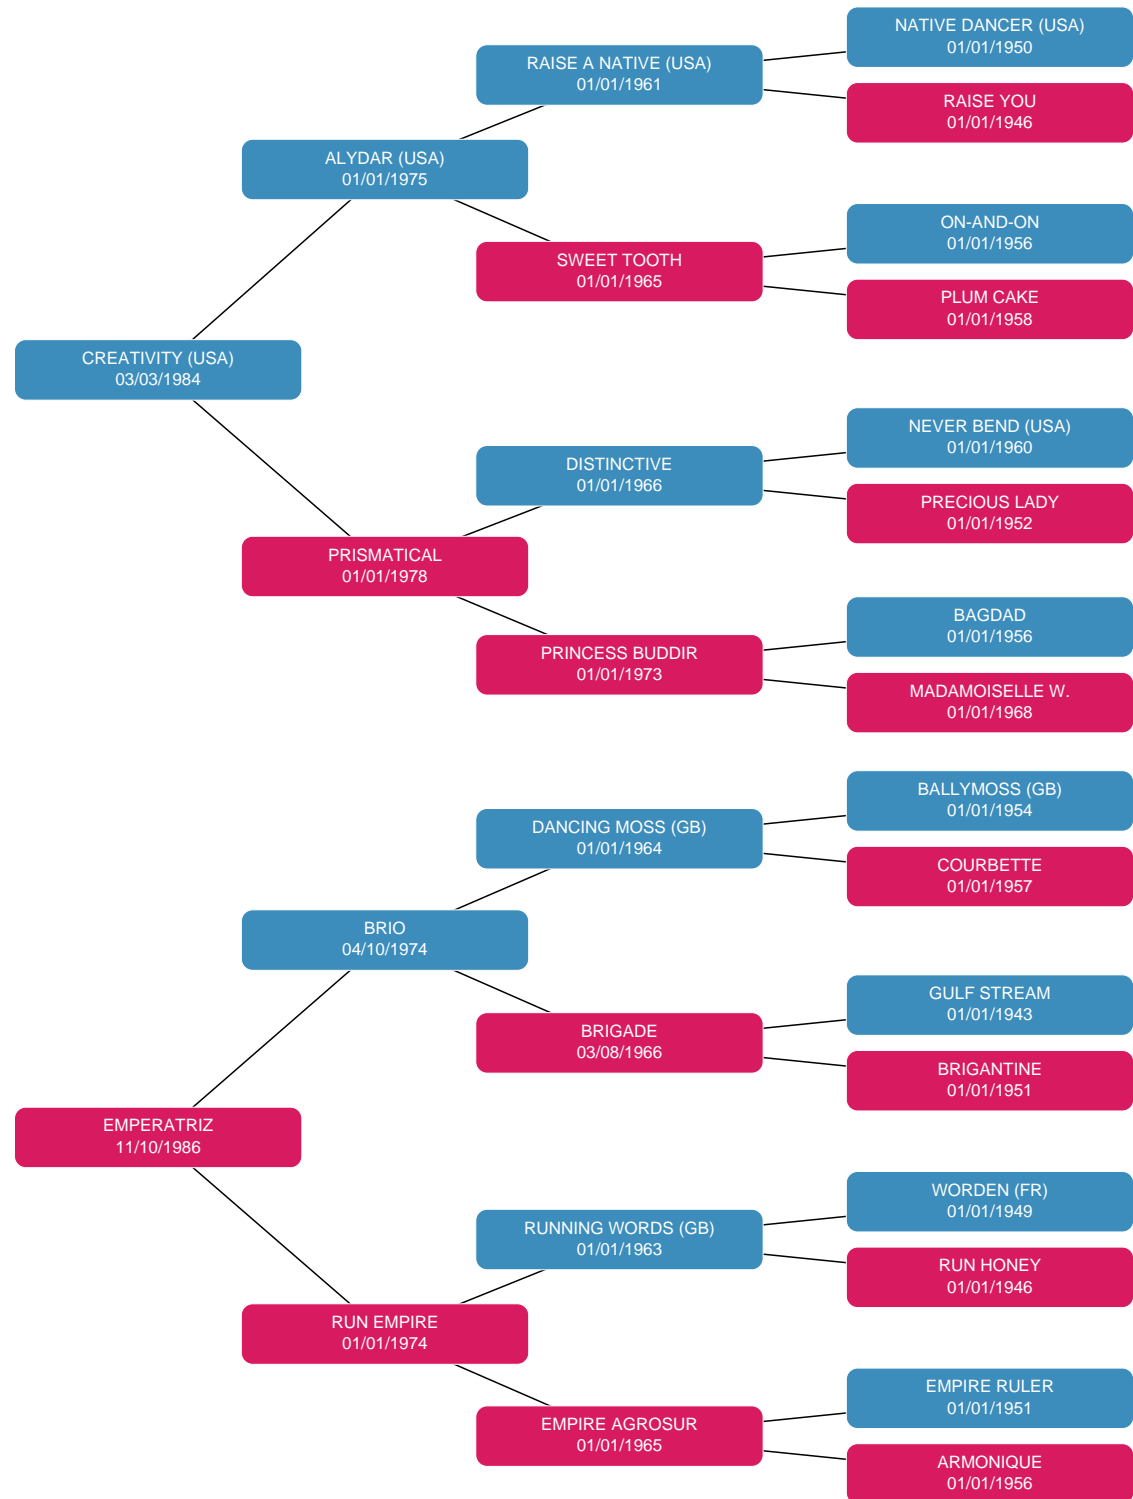 NATIVE DANCER (USA)
01/01/1950
RAISE A NATIVE (USA)
01/01/1961
RAISE YOU
01/01/1946
ALYDAR (USA)
01/01/1975
ON-AND-ON
01/01/1956
SWEET TOOTH
01/01/1965
PLUM CAKE
01/01/1958
CREATIVITY (USA)
03/03/1984
NEVER BEND (USA)
01/01/1960
DISTINCTIVE
01/01/1966
PRECIOUS LADY
01/01/1952
PRISMATICAL
01/01/1978
BAGDAD
01/01/1956
PRINCESS BUDDIR
01/01/1973
MADAMOISELLE W.
01/01/1968
BALLYMOSS (GB)
01/01/1954
DANCING MOSS (GB)
01/01/1964
COURBETTE
01/01/1957
BRIO
04/10/1974
GULF STREAM
01/01/1943
BRIGADE
03/08/1966
BRIGANTINE
01/01/1951
EMPERATRIZ
11/10/1986
WORDEN (FR)
01/01/1949
RUNNING WORDS (GB)
01/01/1963
RUN HONEY
01/01/1946
RUN EMPIRE
01/01/1974
EMPIRE RULER
01/01/1951
EMPIRE AGROSUR
01/01/1965
ARMONIQUE
01/01/1956